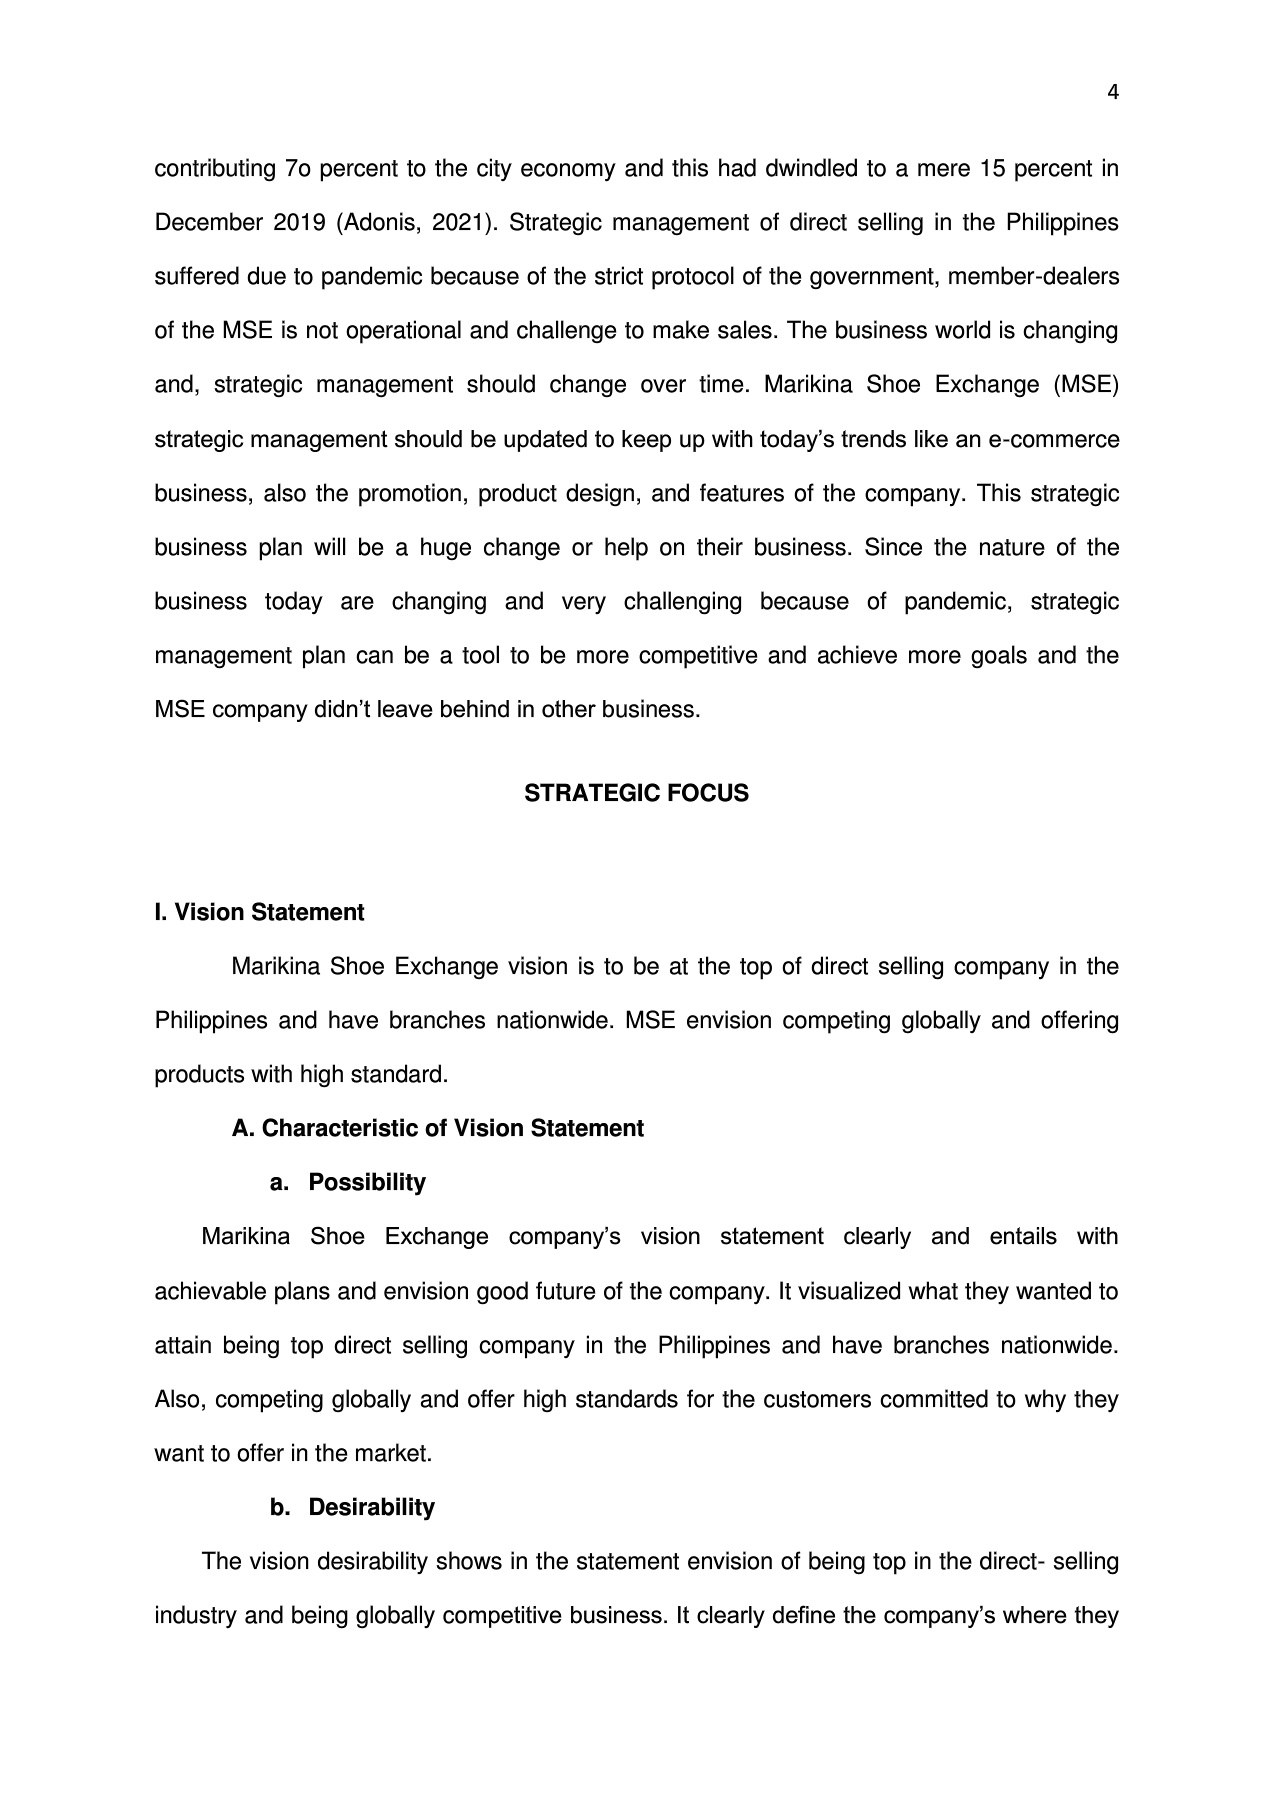 4
contributing 7o percent to the city economy and this had dwindled to a mere 15 percent in
December 2019 (Adonis, 2021). Strategic management of direct selling in the Philippines
suffered due to pandemic because of the strict protocol of the government, member-dealers
of the MSE is not operational and challenge to make sales. The business world is changing
and, strategic management should change over time. Marikina Shoe Exchange (MSE)
strategic management should be updated to keep up with today’s trends like an e-commerce
business, also the promotion, product design, and features of the company. This strategic
business plan will be a huge change or help on their business. Since the nature of the
business today are changing and very challenging because of pandemic, strategic
management plan can be a tool to be more competitive and achieve more goals and the
MSE company didn’t leave behind in other business.
STRATEGIC FOCUS
I. Vision Statement
Marikina Shoe Exchange vision is to be at the top of direct selling company in the
Philippines and have branches nationwide. MSE envision competing globally and offering
products with high standard.
A. Characteristic of Vision Statement
a. Possibility
Marikina Shoe Exchange company’s vision statement clearly and entails with
achievable plans and envision good future of the company. It visualized what they wanted to
attain being top direct selling company in the Philippines and have branches nationwide.
Also, competing globally and offer high standards for the customers committed to why they
want to offer in the market.
b. Desirability
The vision desirability shows in the statement envision of being top in the direct- selling
industry and being globally competitive business. It clearly define the company’s where they